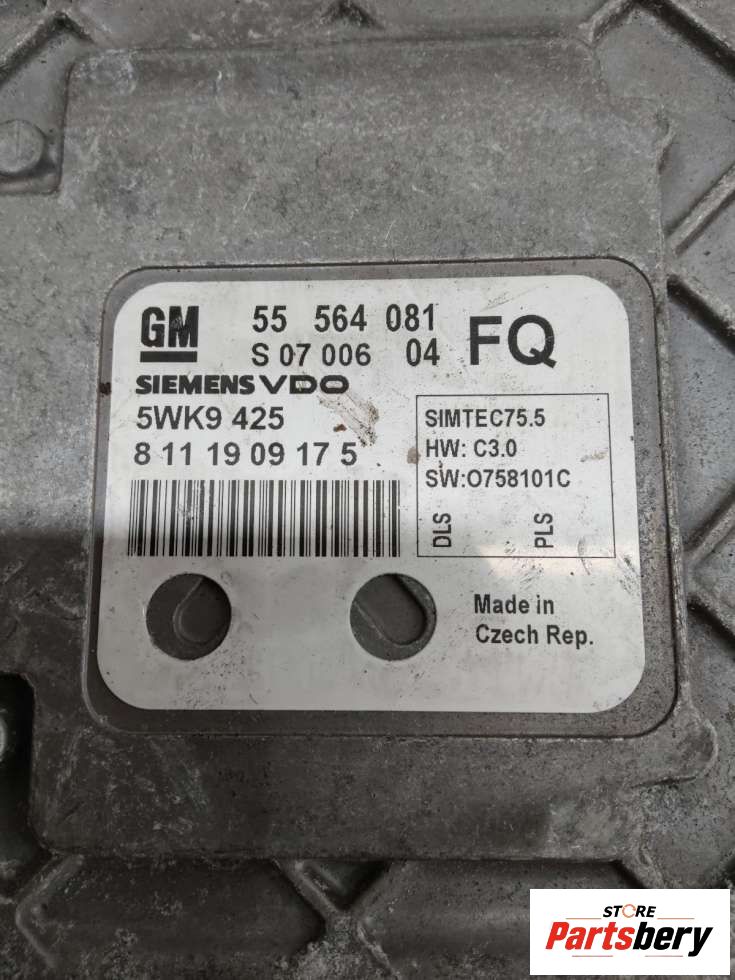 GM 55 564 081 FQ
S 07 006 04
SIEMENS VDO
5WK9 425
8 11 19 09 17 5
SIMTEC75.5
HW: C3.0
SW:O758101C
DLS PLS
Made in
Czech Rep.
STORE
Partsbery